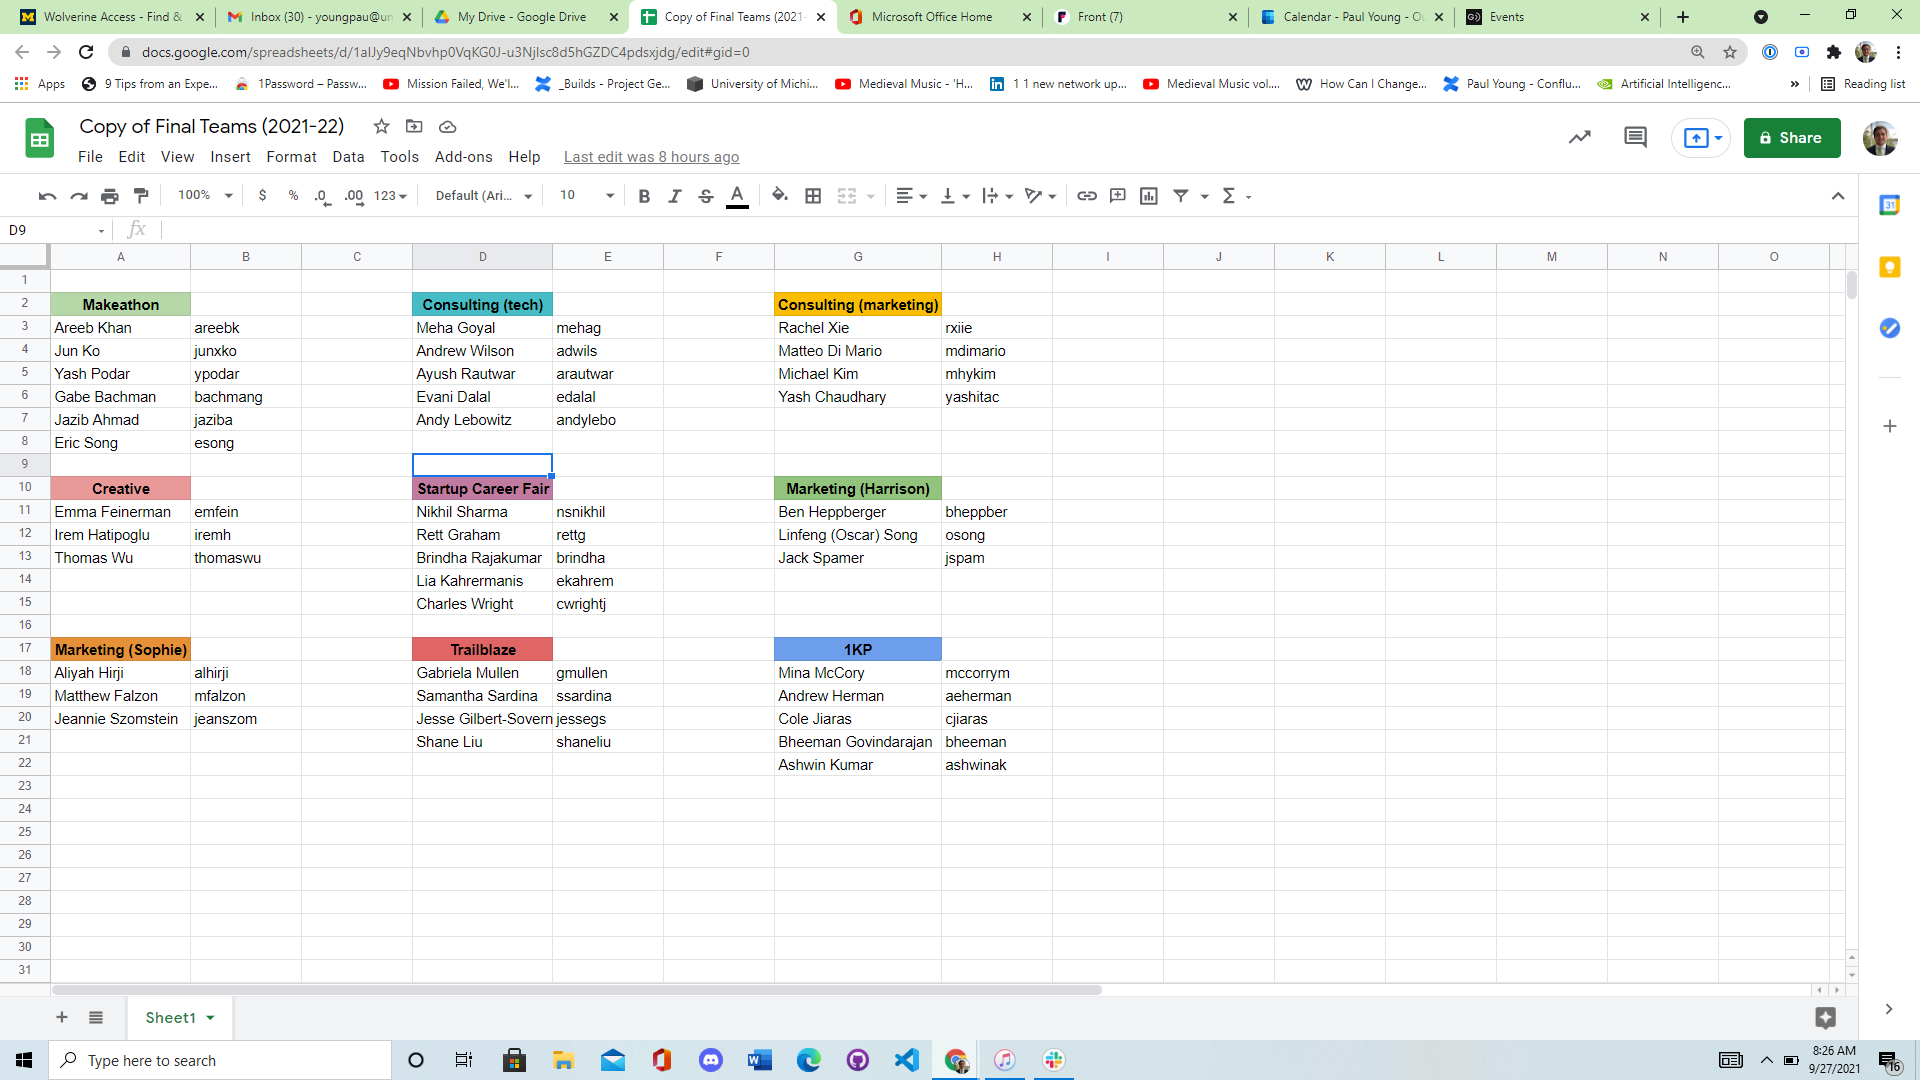 Wolverine Access - Find &
Inbox (30) - youngpau@un
My Drive - Google Drive
Copy of Final Teams (2021-
Microsoft Office Home
Front (7)
Calendar - Paul Young - Ou
Events
docs.google.com/spreadsheets/d/
/edit#gid=0
Apps
9 Tips from an Expe...
1Password – Passw...
Mission Failed, We'l...
_Builds - Project Ge...
University of Michi...
Medieval Music - 'H...
1 1 new network up...
Medieval Music vol....
How Can I Change...
Paul Young - Conflu...
Artificial Intelligenc...
Reading list
Copy of Final Teams (2021-22)
File Edit View Insert Format Data Tools Add-ons Help Last edit was 8 hours ago
Share
100% $ % .0 .00 123 Default (Ari... 10 B I S A
D9 fx
A B C D E F G H I J K L M N O
1
2 Makeathon Consulting (tech) Consulting (marketing)
3 Areeb Khan areebk Meha Goyal mehag Rachel Xie rxiie
4 Jun Ko junxko Andrew Wilson adwils Matteo Di Mario mdimario
5 Yash Podar ypodar Ayush Rautwar arautwar Michael Kim mhykim
6 Gabe Bachman bachmang Evani Dalal edalal Yash Chaudhary yashitac
7 Jazib Ahmad jaziba Andy Lebowitz andylebo
8 Eric Song esong
9
10 Creative Startup Career Fair Marketing (Harrison)
11 Emma Feinerman emfein Nikhil Sharma nsnikhil Ben Heppberger bheppber
12 Irem Hatipoglu iremh Rett Graham rettg Linfeng (Oscar) Song osong
13 Thomas Wu thomaswu Brindha Rajakumar brindha Jack Spamer jspam
14 Lia Kahrermanis ekahrem
15 Charles Wright cwrightj
16
17 Marketing (Sophie) Trailblaze 1KP
18 Aliyah Hirji alhirji Gabriela Mullen gmullen Mina McCory mccorrym
19 Matthew Falzon mfalzon Samantha Sardina ssardina Andrew Herman aeherman
20 Jeannie Szomstein jeanszom Jesse Gilbert-Sovern jessegs Cole Jiaras cjiaras
21 Shane Liu shaneliu Bheeman Govindarajan bheeman
22 Ashwin Kumar ashwinak
23
24
25
26
27
28
29
30
31
Sheet1
Type here to search
8:26 AM
9/27/2021
16